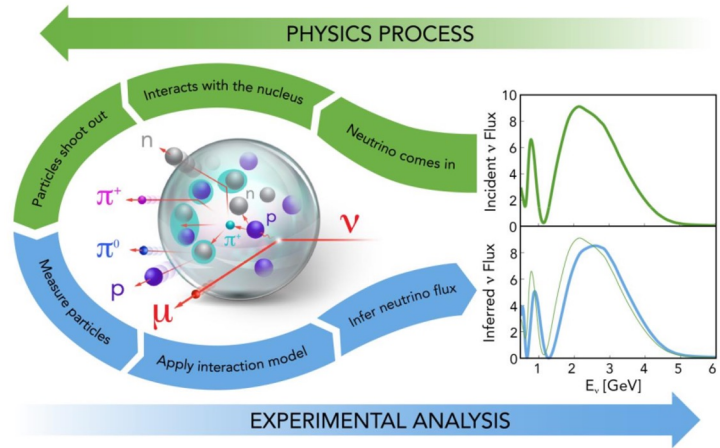 PHYSICS PROCESS
Neutrino comes in
Interacts with the nucleus
Particles shoot out
Measure particles
Apply interaction model
Infer neutrino flux
n
π⁺
π⁰
p
μ
ν
n
p
π⁺
Incident ν Flux
10
8
6
4
2
0
Inferred ν Flux
8
6
4
2
0
1 2 3 4 5 6
Eᵥ [GeV]
EXPERIMENTAL ANALYSIS